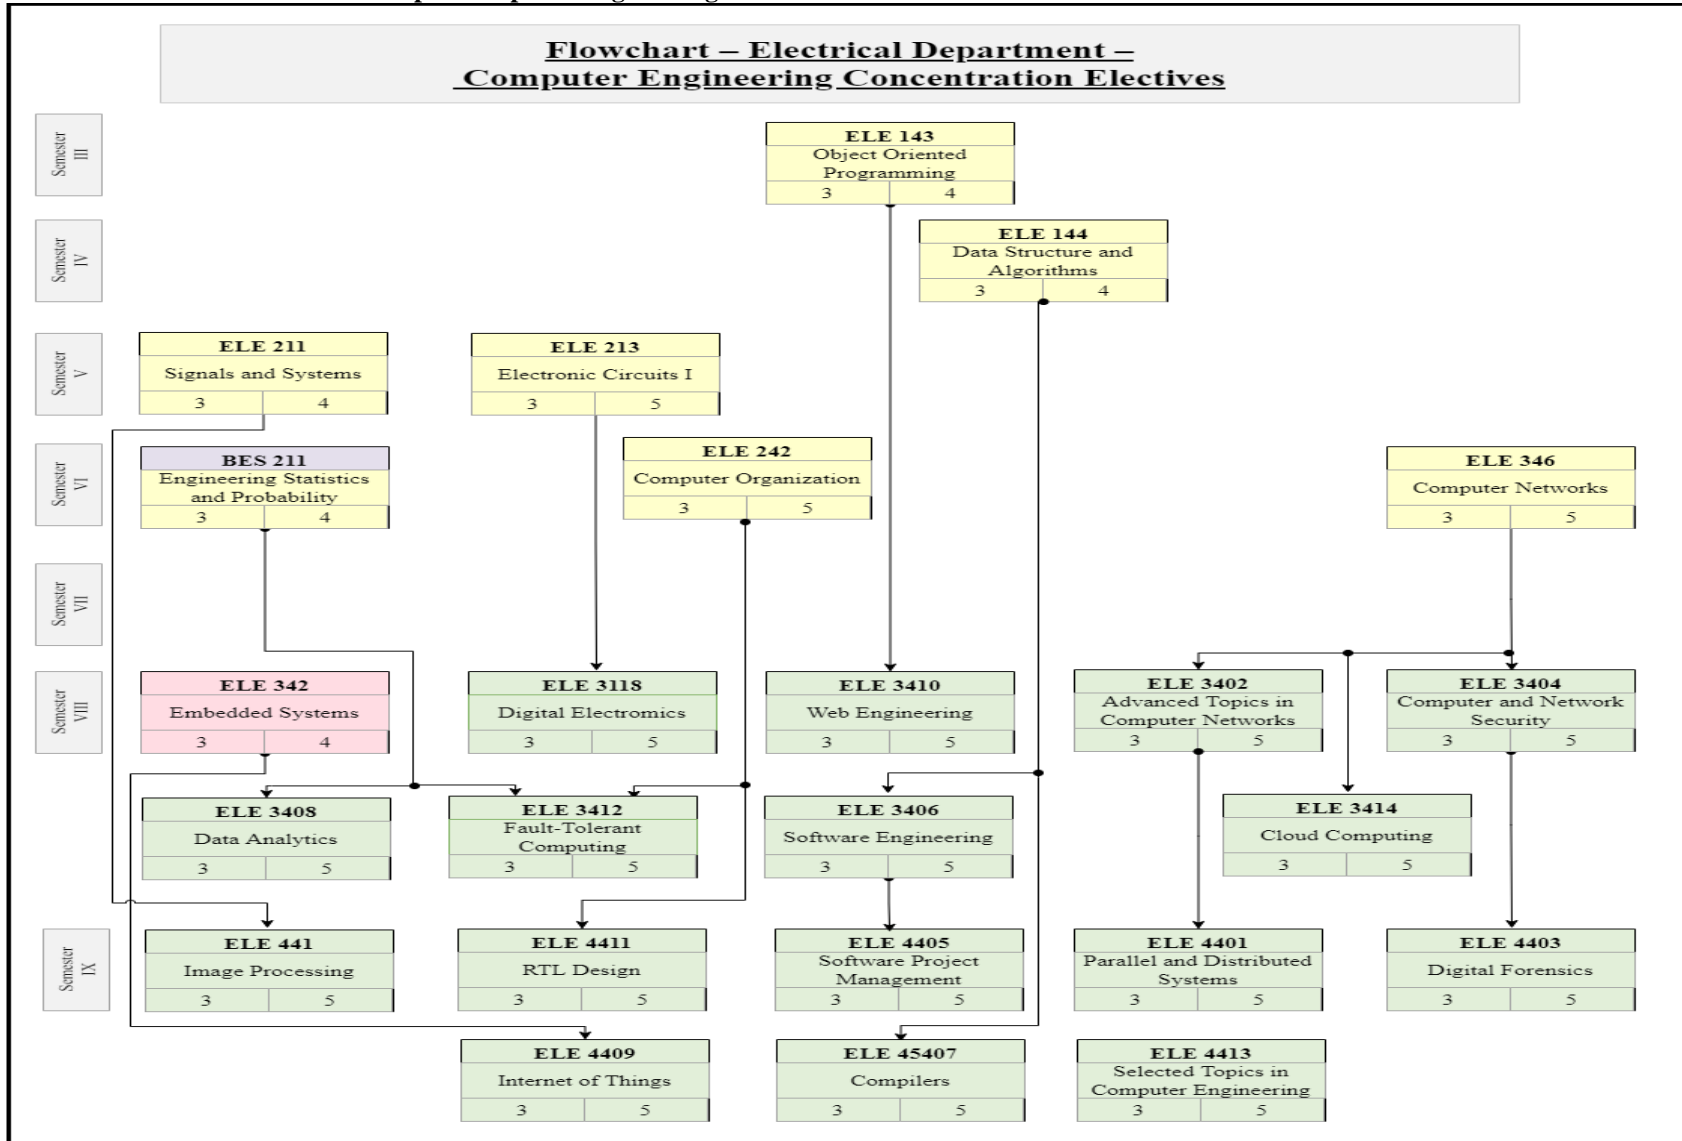 Flowchart – Electrical Department –
Computer Engineering Concentration Electives
Semester
III
ELE 143
Object Oriented
Programming
3 4
Semester
IV
ELE 144
Data Structure and
Algorithms
3 4
Semester
V
ELE 211
Signals and Systems
3 4
ELE 213
Electronic Circuits I
3 5
Semester
VI
BES 211
Engineering Statistics
and Probability
3 4
ELE 242
Computer Organization
3 5
ELE 346
Computer Networks
3 5
Semester
VII
Semester
VIII
ELE 342
Embedded Systems
3 4
ELE 3118
Digital Electromics
3 5
ELE 3410
Web Engineering
3 5
ELE 3402
Advanced Topics in
Computer Networks
3 5
ELE 3404
Computer and Network
Security
3 5
ELE 3408
Data Analytics
3 5
ELE 3412
Fault-Tolerant
Computing
3 5
ELE 3406
Software Engineering
3 5
ELE 3414
Cloud Computing
3 5
Semester
IX
ELE 441
Image Processing
3 5
ELE 4411
RTL Design
3 5
ELE 4405
Software Project
Management
3 5
ELE 4401
Parallel and Distributed
Systems
3 5
ELE 4403
Digital Forensics
3 5
ELE 4409
Internet of Things
3 5
ELE 45407
Compilers
3 5
ELE 4413
Selected Topics in
Computer Engineering
3 5